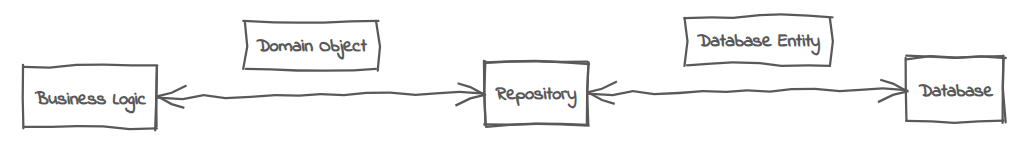 Domain Object
Database Entity
Business Logic
Repository
Database